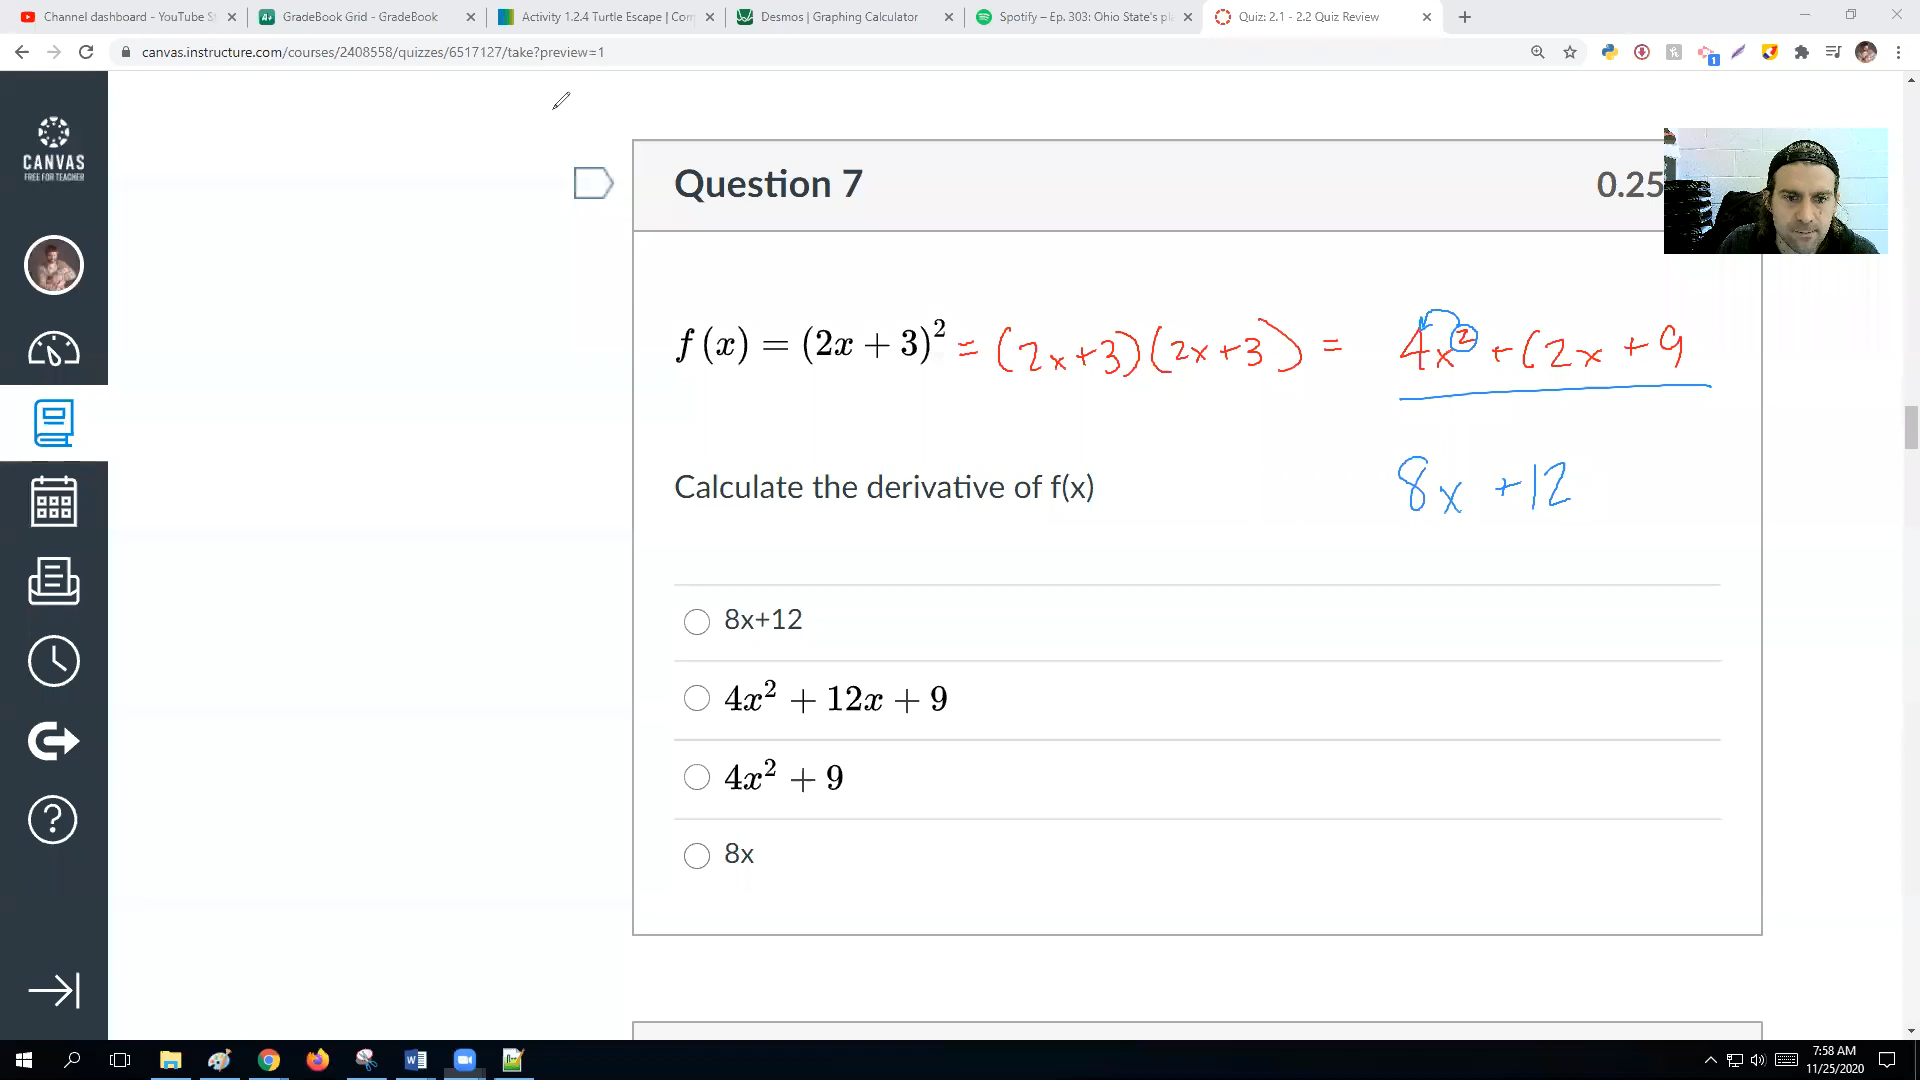 Channel dashboard - YouTube S
GradeBook Grid - GradeBook
Activity 1.2.4 Turtle Escape | Com
Desmos | Graphing Calculator
Spotify – Ep. 303: Ohio State's pl
Quiz: 2.1 - 2.2 Quiz Review
canvas.instructure.com/courses/2408558/quizzes/6517127/take?preview=1
1
CANVAS
FREE FOR TEACHER
Question 7
0.25
f(x) = (2x + 3)² = (2x+3)(2x+3) = 4x² +12x +9
Calculate the derivative of f(x)
8x +12
8x+12
4x² + 12x + 9
4x² + 9
8x
7:58 AM
11/25/2020